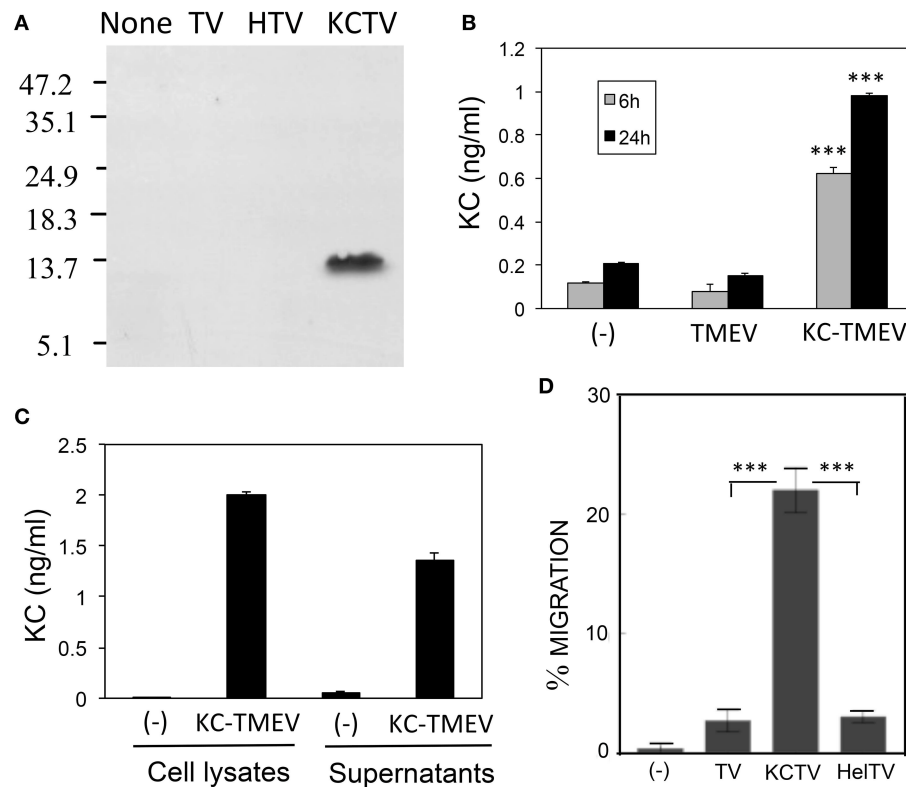 A
None TV HTV KCTV
47.2
35.1
24.9
18.3
13.7
5.1
B
KC (ng/ml)
1.2
1
0.8
0.6
0.4
0.2
0
6h
24h
***
***
(-) TMEV KC-TMEV
C
KC (ng/ml)
2.5
2
1.5
1
0.5
0
(-) KC-TMEV (-) KC-TMEV
Cell lysates Supernatants
D
% MIGRATION
30
20
10
0
*** ***
(-) TV KCTV HelTV